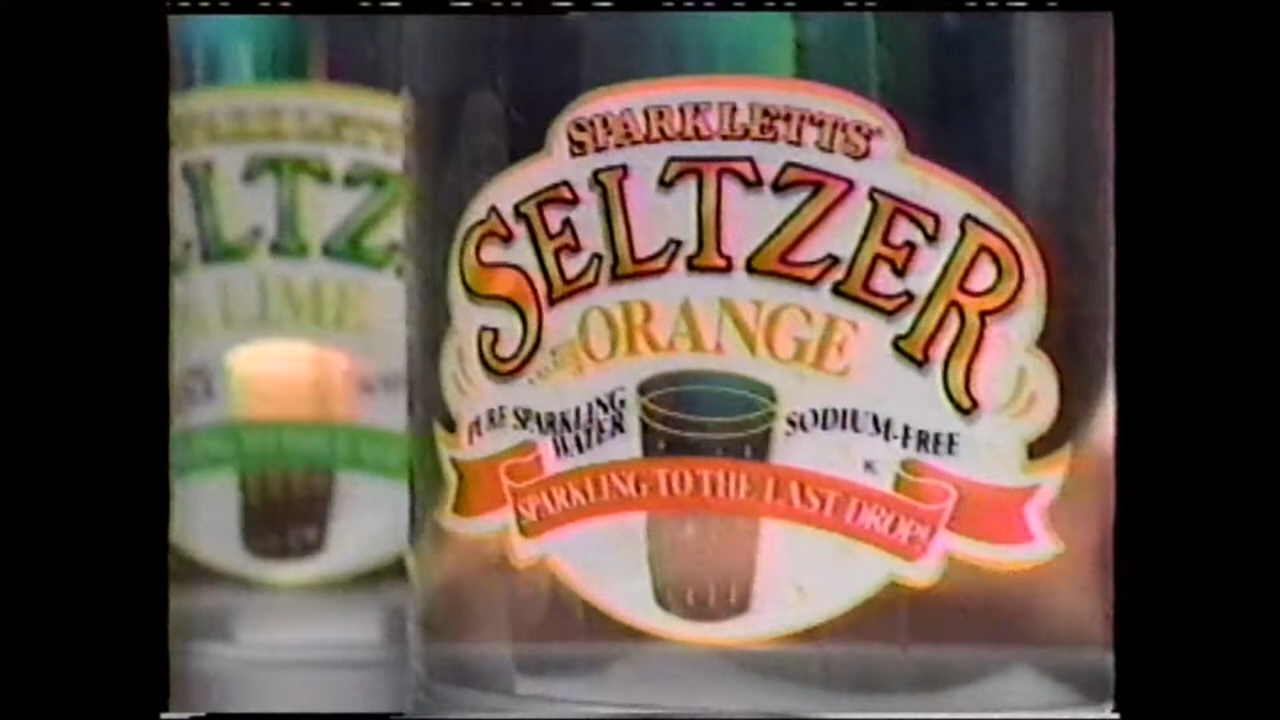 SPARKLETTS
SELTZER
ORANGE
PURE SPARKLING
WATER
SODIUM-FREE
K
SPARKLING TO THE LAST DROP!
LTZ
LIME